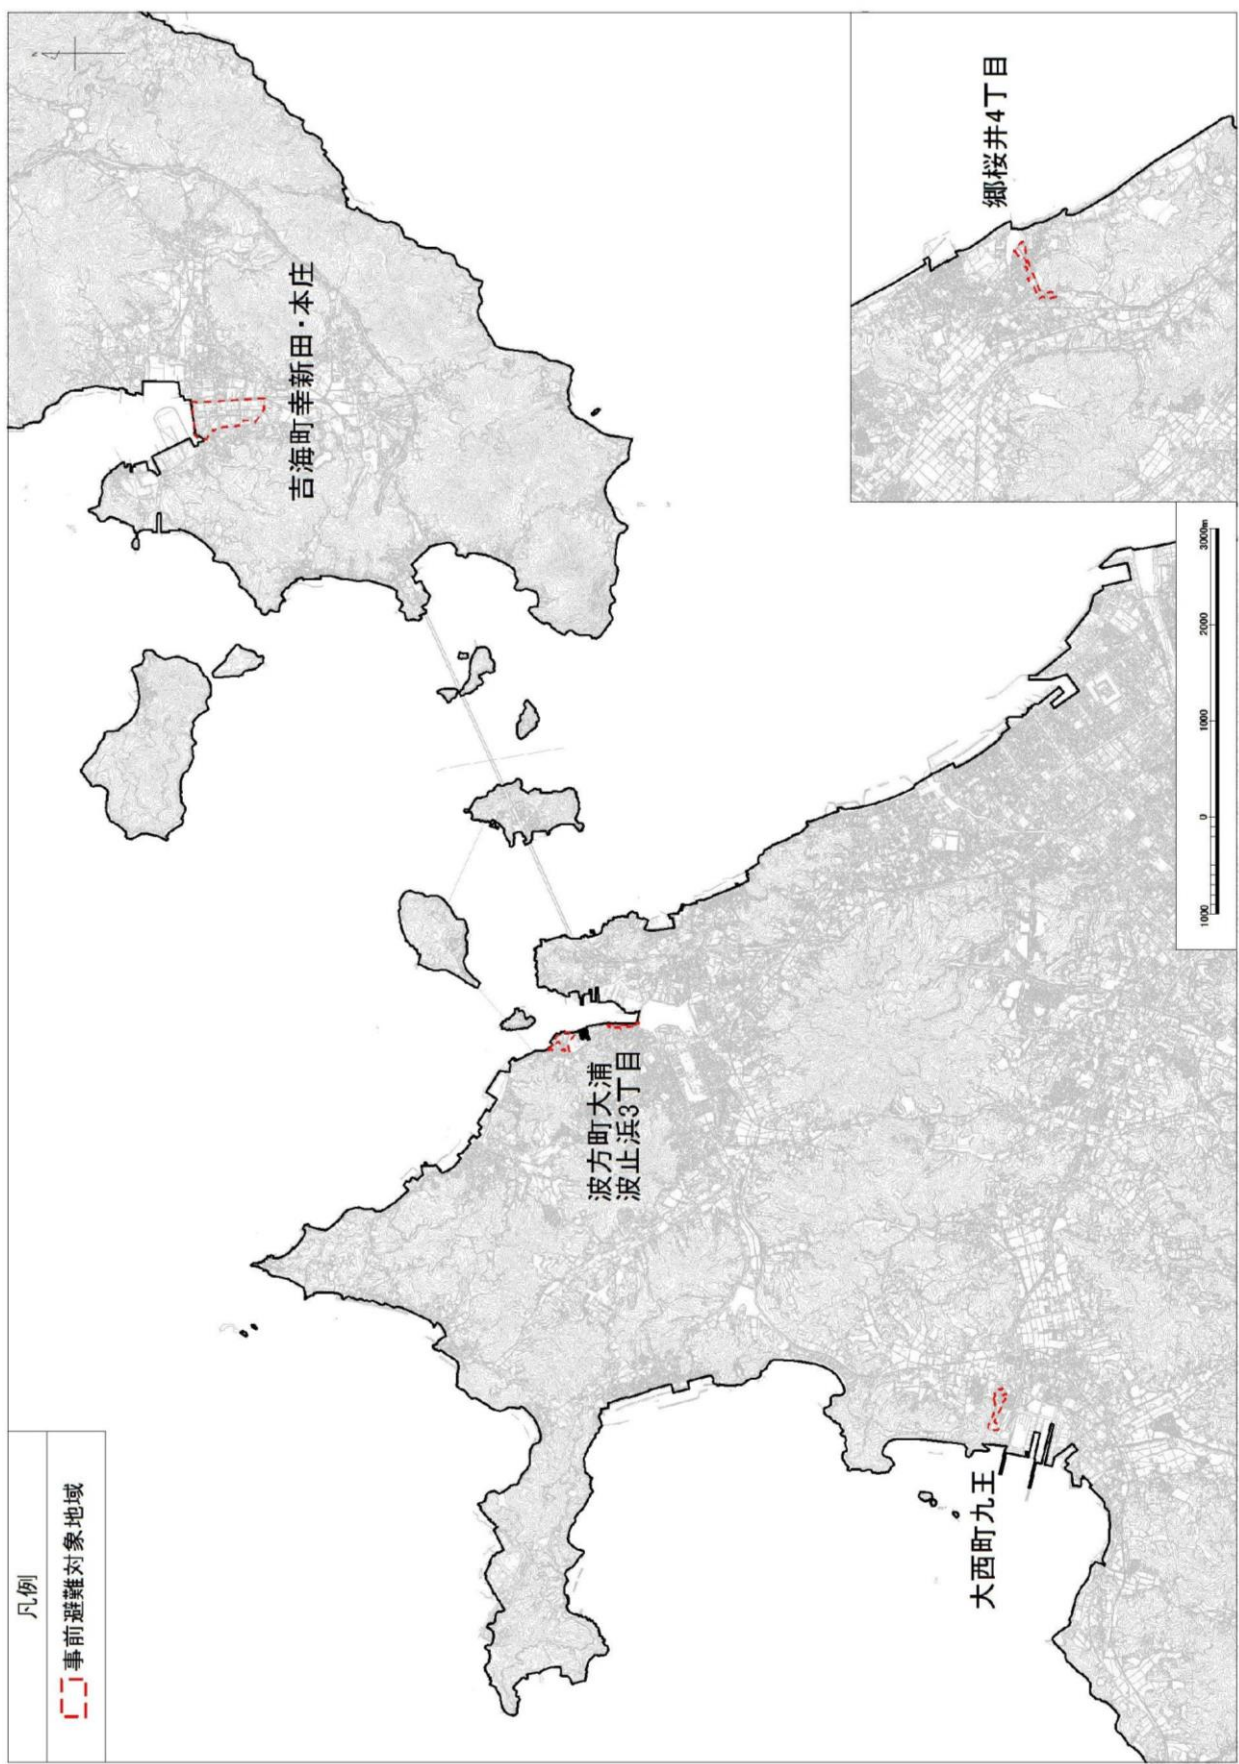 凡例
事前避難対象地域
吉海町幸新田・本庄
波方町大浦
波止浜3丁目
大西町九王
郷桜井4丁目
1000 0 1000 2000 3000m